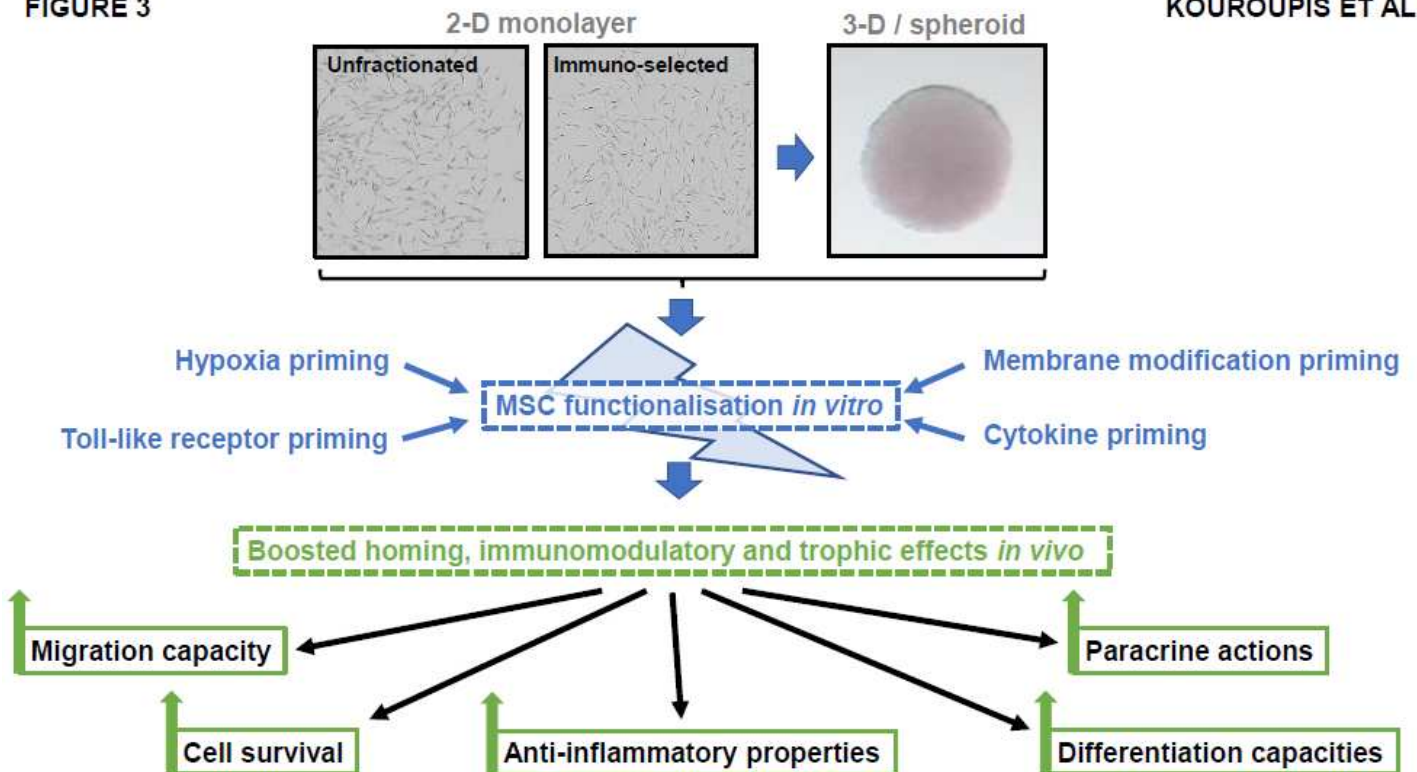 FIGURE 3
KOUROUPIS ET AL
2-D monolayer
3-D / spheroid
Unfractionated
Immuno-selected
Hypoxia priming
Membrane modification priming
MSC functionalisation in vitro
Toll-like receptor priming
Cytokine priming
Boosted homing, immunomodulatory and trophic effects in vivo
Migration capacity
Paracrine actions
Cell survival
Anti-inflammatory properties
Differentiation capacities